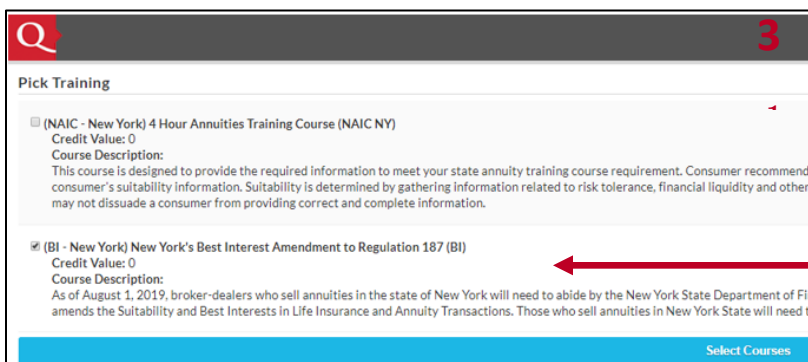 Q
3
Pick Training
(NAIC - New York) 4 Hour Annuities Training Course (NAIC NY)
Credit Value: 0
Course Description:
This course is designed to provide the required information to meet your state annuity training course requirement. Consumer recommend
consumer's suitability information. Suitability is determined by gathering information related to risk tolerance, financial liquidity and other
may not dissuade a consumer from providing correct and complete information.
(BI - New York) New York's Best Interest Amendment to Regulation 187 (BI)
Credit Value: 0
Course Description:
As of August 1, 2019, broker-dealers who sell annuities in the state of New York will need to abide by the New York State Department of Fi
amends the Suitability and Best Interests in Life Insurance and Annuity Transactions. Those who sell annuities in New York State will need t
Select Courses